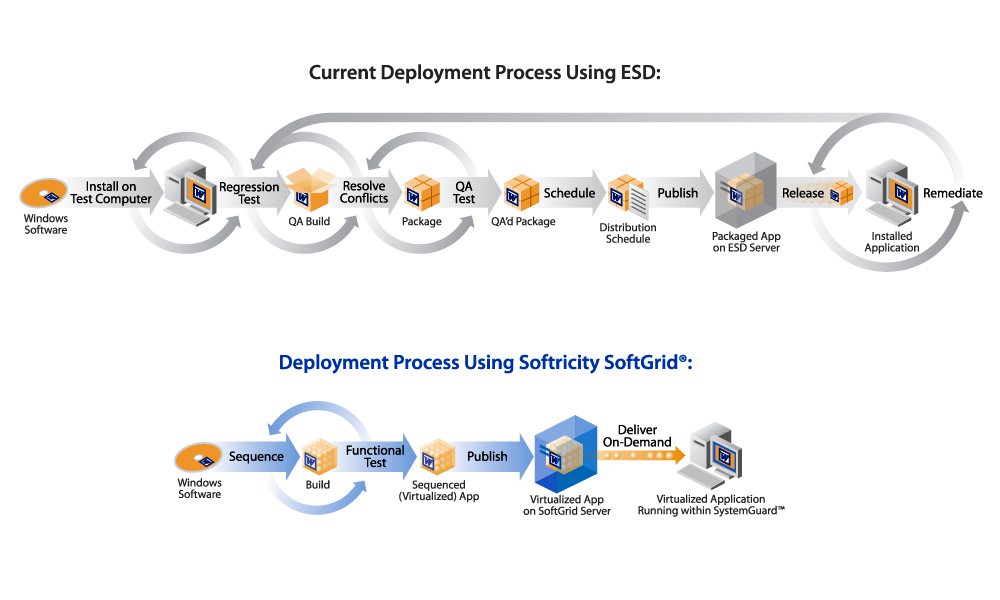 Current Deployment Process Using ESD:
Install on
Test Computer
Regression
Test
Resolve
Conflicts
QA
Test
Schedule
Publish
Release
Remediate
W
W
W
W
W
W
W
Windows
Software
QA Build
Package
QA'd Package
Distribution
Schedule
Packaged App
on ESD Server
Installed
Application
Deployment Process Using Softricity SoftGrid®:
Sequence
Functional
Test
Publish
Deliver
On-Demand
W
W
W
W
Windows
Software
Build
Sequenced
(Virtualized) App
Virtualized App
on SoftGrid Server
Virtualized Application
Running within SystemGuard™